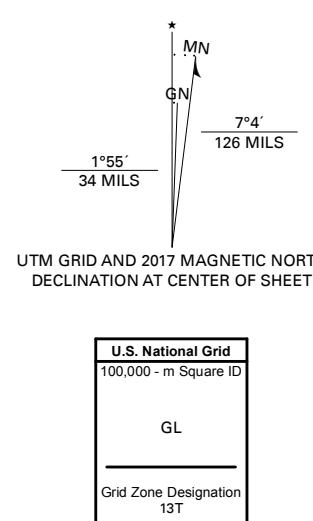 ★
MN
GN
7°4´
126 MILS
1°55´
34 MILS
UTM GRID AND 2017 MAGNETIC NORT
DECLINATION AT CENTER OF SHEET
U.S. National Grid
100,000 - m Square ID
GL
Grid Zone Designation
13T